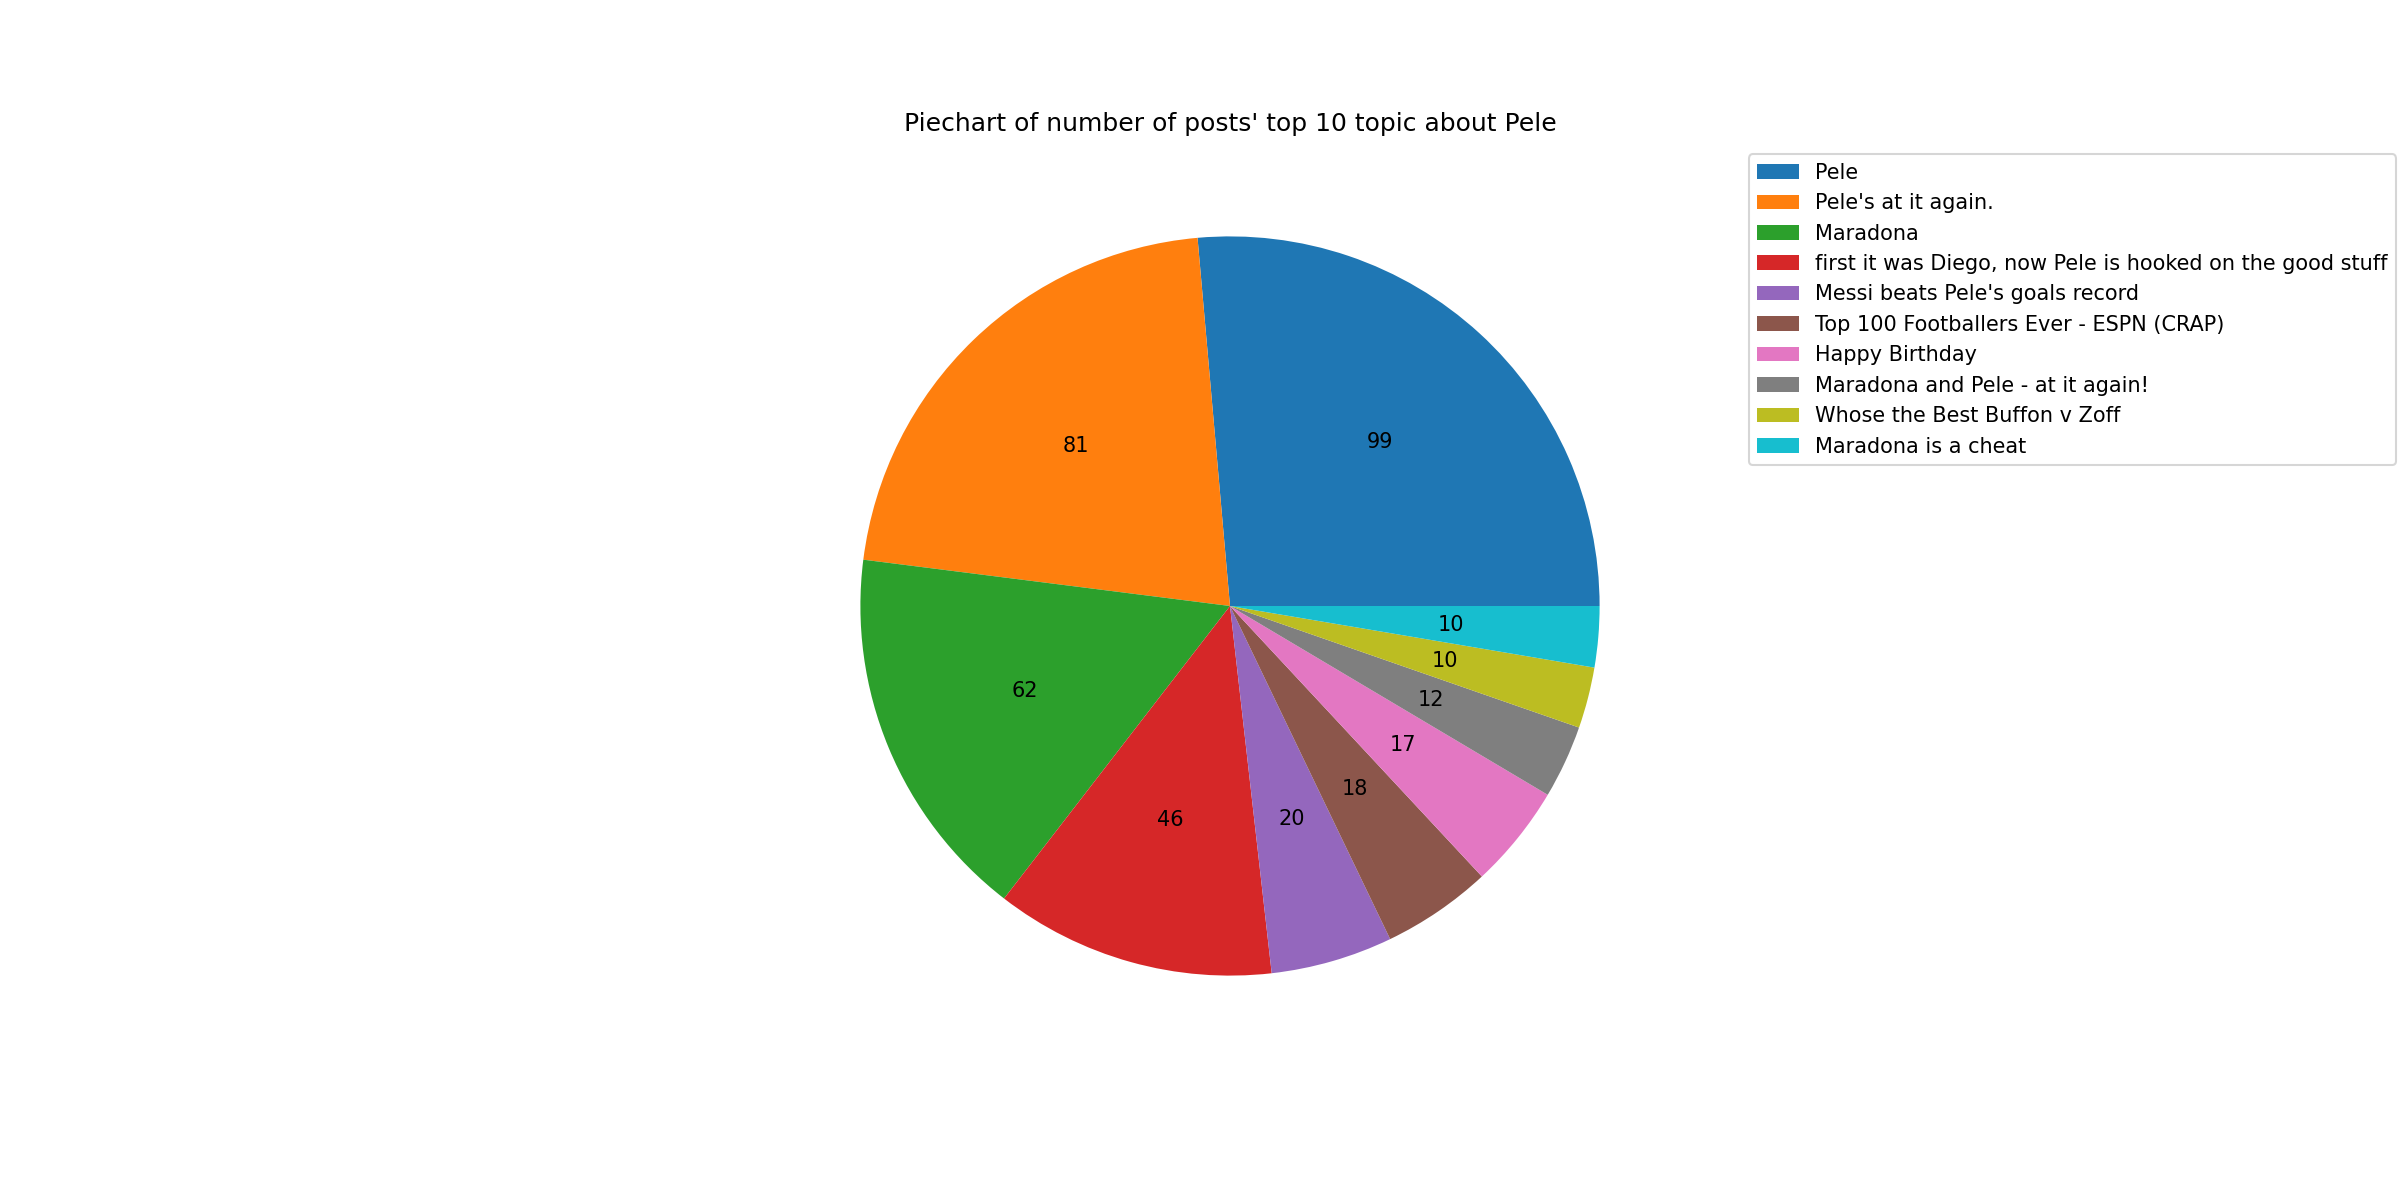 Piechart of number of posts' top 10 topic about Pele
Pele
Pele's at it again.
Maradona
first it was Diego, now Pele is hooked on the good stuff
Messi beats Pele's goals record
Top 100 Footballers Ever - ESPN (CRAP)
Happy Birthday
Maradona and Pele - at it again!
Whose the Best Buffon v Zoff
Maradona is a cheat
99
81
62
46
20
18
17
12
10
10